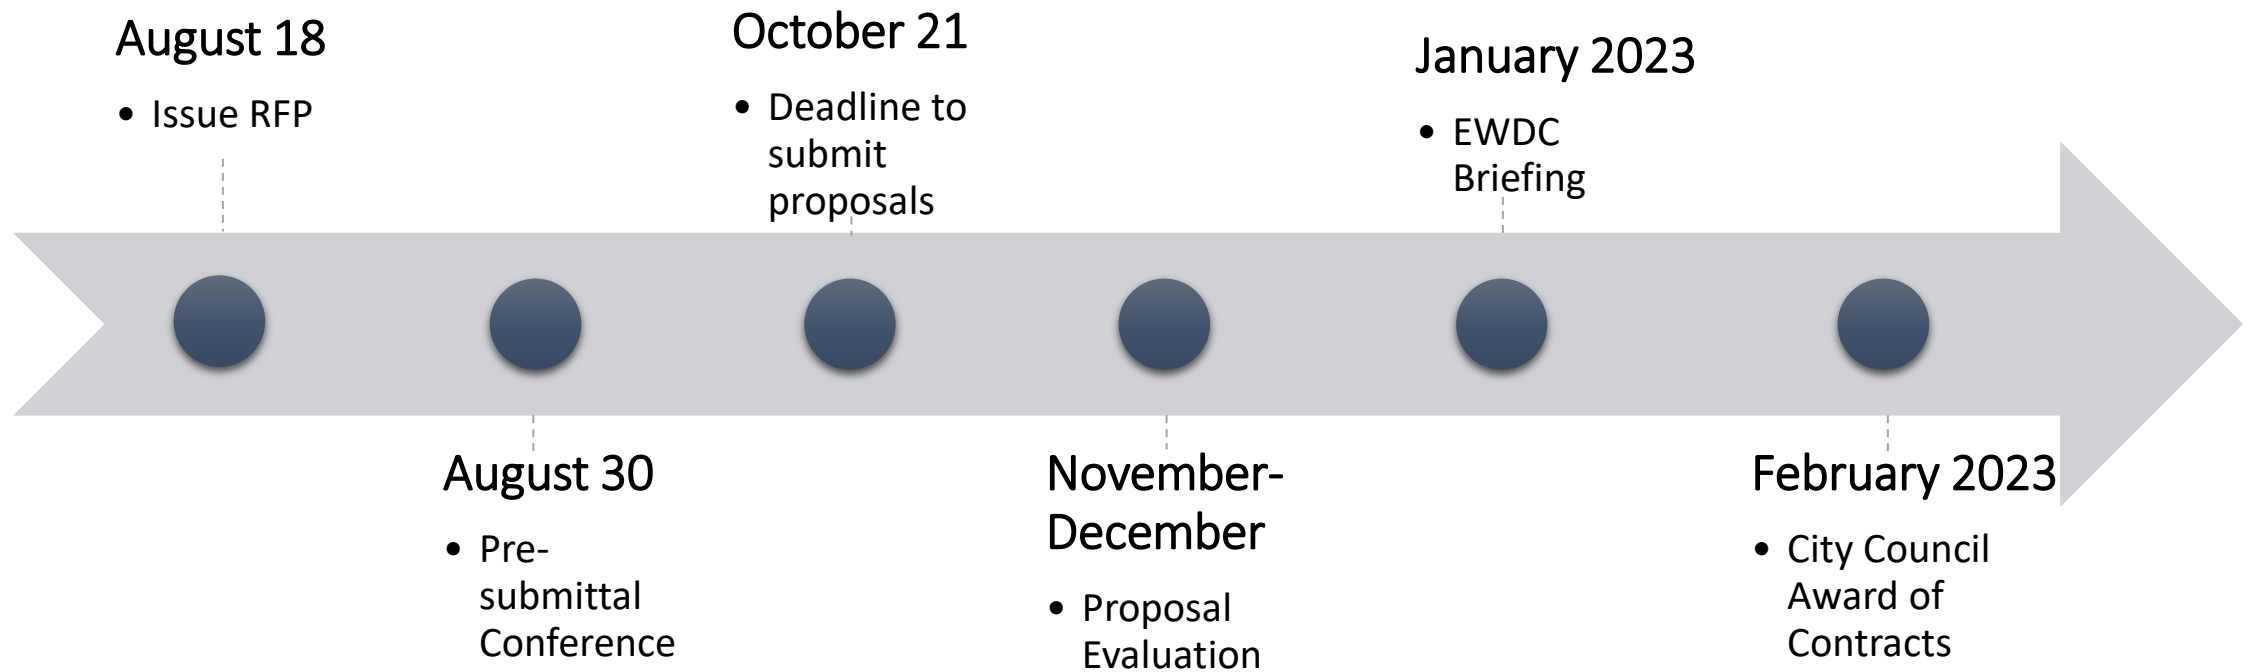 August 18
• Issue RFP
August 30
• Pre-
submittal
Conference
October 21
• Deadline to
submit
proposals
November-
December
• Proposal
Evaluation
January 2023
• EWDC
Briefing
February 2023
• City Council
Award of
Contracts